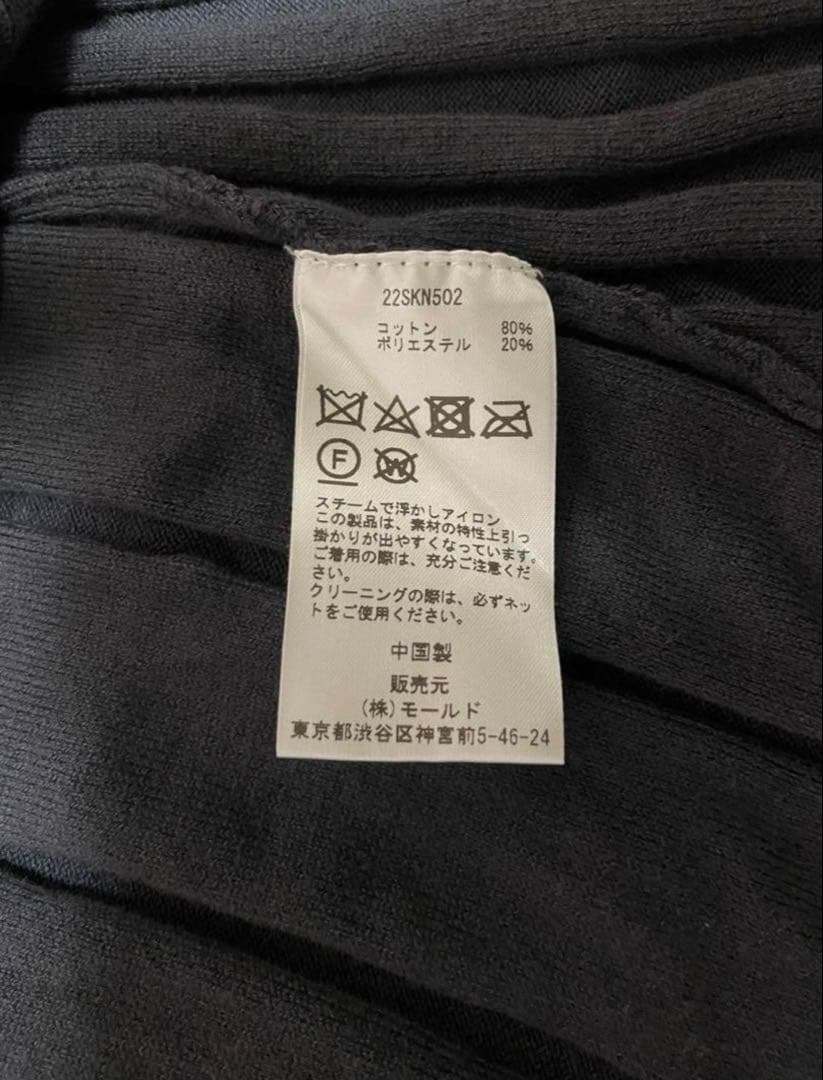 22SKN502
コットン 80%
ポリエステル 20%
F
W
スチームで浮かしアイロン
この製品は、素材の特性上引っ
掛かりが出やすくなっています。
ご着用の際は、充分ご注意くだ
さい。
クリーニングの際は、必ずネッ
トをご使用ください。
中国製
販売元
(株)モールド
東京都渋谷区神宮前5-46-24